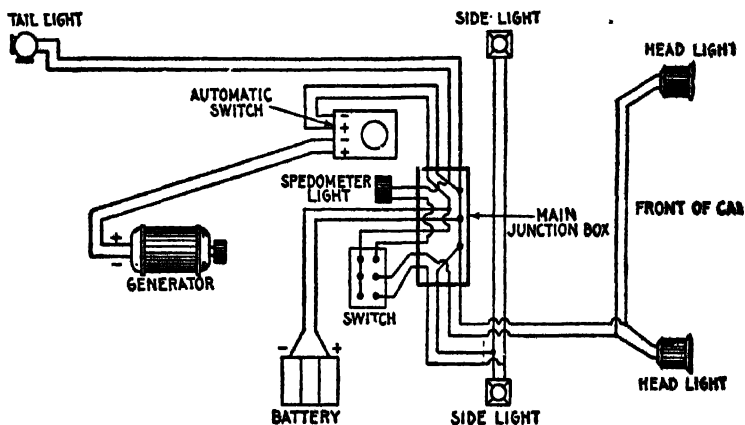 TAIL LIGHT
SIDE LIGHT
HEAD LIGHT
AUTOMATIC
SWITCH
-
+
-
+
SPEDOMETER
LIGHT
MAIN
JUNCTION BOX
FRONT OF CAR
+
-
GENERATOR
SWITCH
- +
BATTERY
SIDE LIGHT
HEAD LIGHT